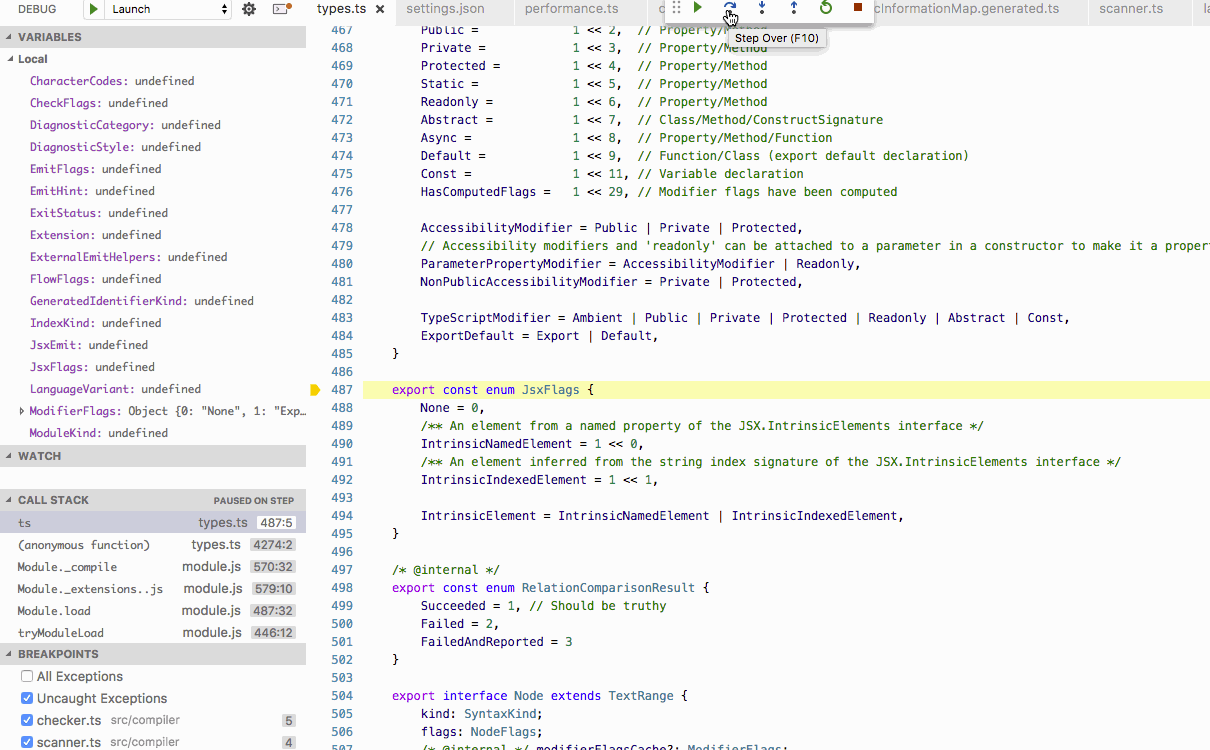 DEBUG Launch
types.ts settings.json performance.ts cInformationMap.generated.ts scanner.ts
Step Over (F10)
VARIABLES
Local
CharacterCodes: undefined
CheckFlags: undefined
DiagnosticCategory: undefined
DiagnosticStyle: undefined
EmitFlags: undefined
EmitHint: undefined
ExitStatus: undefined
Extension: undefined
ExternalEmitHelpers: undefined
FlowFlags: undefined
GeneratedIdentifierKind: undefined
IndexKind: undefined
JsxEmit: undefined
JsxFlags: undefined
LanguageVariant: undefined
ModifierFlags: Object {0: "None", 1: "Exp…
ModuleKind: undefined
WATCH
CALL STACK PAUSED ON STEP
ts types.ts 487:5
(anonymous function) types.ts 4274:2
Module._compile module.js 570:32
Module._extensions..js module.js 579:10
Module.load module.js 487:32
tryModuleLoad module.js 446:12
BREAKPOINTS
All Exceptions
Uncaught Exceptions
checker.ts src/compiler 5
scanner.ts src/compiler 4
467 Public = 1 << 2, // Property/Method
468 Private = 1 << 3, // Property/Method
469 Protected = 1 << 4, // Property/Method
470 Static = 1 << 5, // Property/Method
471 Readonly = 1 << 6, // Property/Method
472 Abstract = 1 << 7, // Class/Method/ConstructSignature
473 Async = 1 << 8, // Property/Method/Function
474 Default = 1 << 9, // Function/Class (export default declaration)
475 Const = 1 << 11, // Variable declaration
476 HasComputedFlags = 1 << 29, // Modifier flags have been computed
477
478 AccessibilityModifier = Public | Private | Protected,
479 // Accessibility modifiers and 'readonly' can be attached to a parameter in a constructor to make it a proper
480 ParameterPropertyModifier = AccessibilityModifier | Readonly,
481 NonPublicAccessibilityModifier = Private | Protected,
482
483 TypeScriptModifier = Ambient | Public | Private | Protected | Readonly | Abstract | Const,
484 ExportDefault = Export | Default,
485 }
486
487 export const enum JsxFlags {
488 None = 0,
489 /** An element from a named property of the JSX.IntrinsicElements interface */
490 IntrinsicNamedElement = 1 << 0,
491 /** An element inferred from the string index signature of the JSX.IntrinsicElements interface */
492 IntrinsicIndexedElement = 1 << 1,
493
494 IntrinsicElement = IntrinsicNamedElement | IntrinsicIndexedElement,
495 }
496
497 /* @internal */
498 export const enum RelationComparisonResult {
499 Succeeded = 1, // Should be truthy
500 Failed = 2,
501 FailedAndReported = 3
502 }
503
504 export interface Node extends TextRange {
505 kind: SyntaxKind;
506 flags: NodeFlags;
507 /* @internal */ modifierFlagsCache?: ModifierFlags;